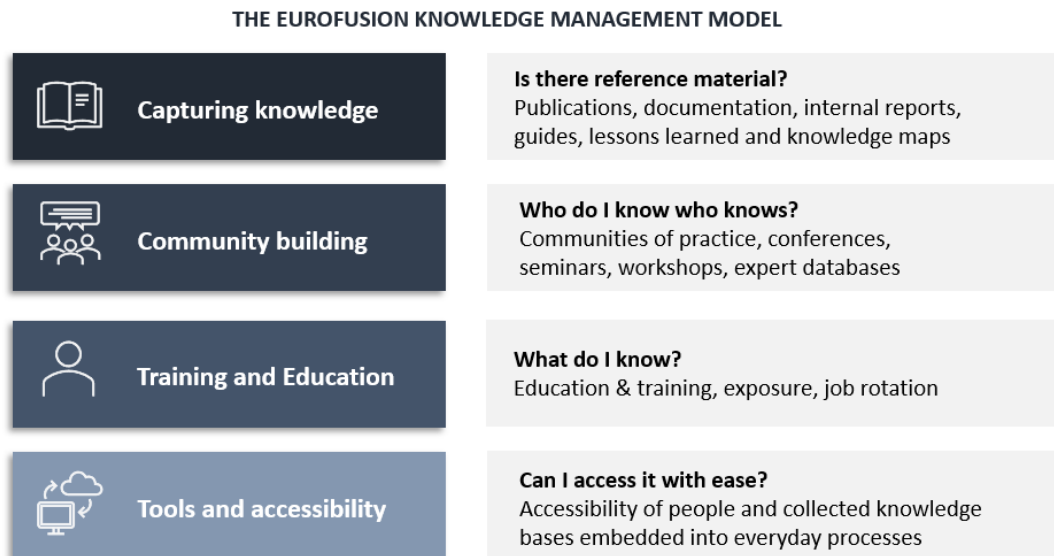 THE EUROFUSION KNOWLEDGE MANAGEMENT MODEL
Capturing knowledge
Is there reference material?
Publications, documentation, internal reports,
guides, lessons learned and knowledge maps
Community building
Who do I know who knows?
Communities of practice, conferences,
seminars, workshops, expert databases
Training and Education
What do I know?
Education & training, exposure, job rotation
Tools and accessibility
Can I access it with ease?
Accessibility of people and collected knowledge
bases embedded into everyday processes